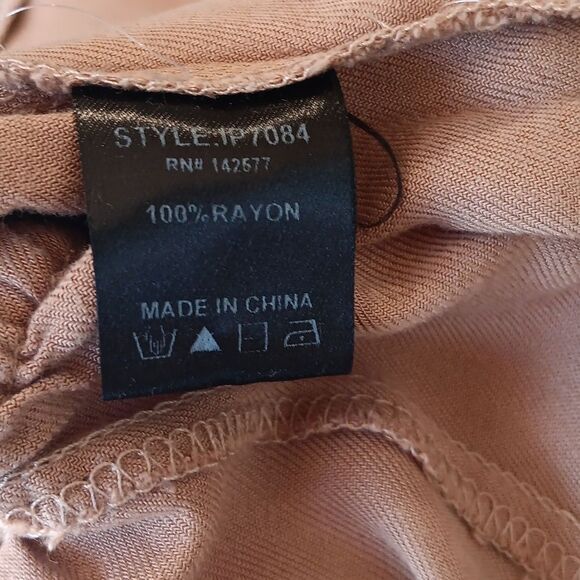 STYLE:IP7084
RN# 142577
100% RAYON
MADE IN CHINA